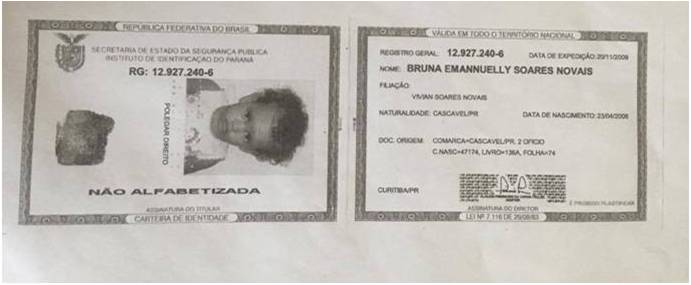 REPÚBLICA FEDERATIVA DO BRASIL
SECRETARIA DE ESTADO DA SEGURANÇA PÚBLICA
INSTITUTO DE IDENTIFICAÇÃO DO PARANÁ
RG: 12.927.240-6
POLEGAR DIREITO
NÃO ALFABETIZADA
ASSINATURA DO TITULAR
CARTEIRA DE IDENTIDADE
VÁLIDA EM TODO O TERRITÓRIO NACIONAL
REGISTRO GERAL: 12.927.240-6 DATA DE EXPEDIÇÃO: 20/11/2009
NOME: BRUNA EMANNUELLY SOARES NOVAIS
FILIAÇÃO:
VIVIAN SOARES NOVAIS
NATURALIDADE: CASCAVEL/PR DATA DE NASCIMENTO: 23/04/2008
DOC. ORIGEM: COMARCA=CASCAVEL/PR, 2 OFICIO
C.NASC=47174, LIVRO=136A, FOLHA=74
CURITIBA/PR
ASSINATURA DO DIRETOR
É PROIBIDO PLASTIFICAR
LEI Nº 7.116 DE 29/08/83